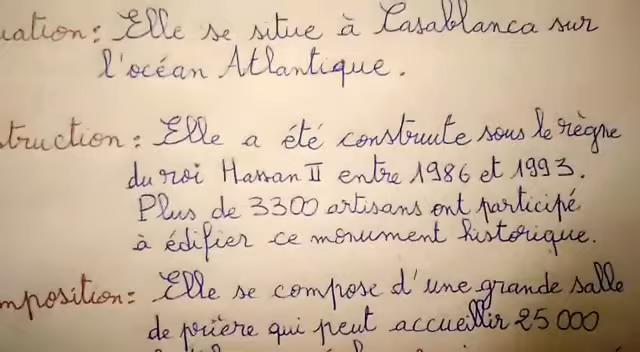 uation: Elle se situe à Casablanca sur
l'océan Atlantique.
truction: Elle a été construite sous le règne
du roi Hassan II entre 1986 et 1993.
Plus de 3300 artisans ont participé
à édifier ce monument historique.
mposition: Elle se compose d'une grande salle
de prière qui peut accueillir 25 000